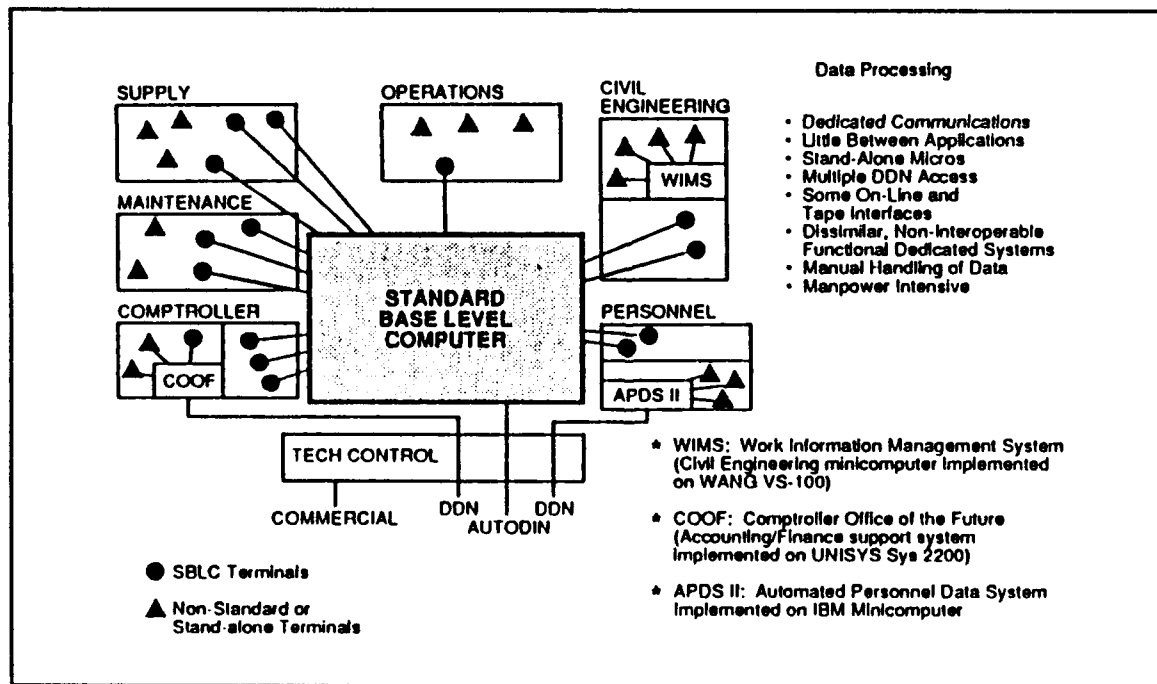 SUPPLY
OPERATIONS
CIVIL
ENGINEERING
WIMS
MAINTENANCE
STANDARD
BASE LEVEL
COMPUTER
COMPTROLLER
COOF
PERSONNEL
APDS II
TECH CONTROL
COMMERCIAL
DDN
AUTODIN
DDN
Data Processing
• Dedicated Communications
• Little Between Applications
• Stand-Alone Micros
• Multiple DDN Access
• Some On-Line and
Tape Interfaces
• Dissimilar, Non-Interoperable
Functional Dedicated Systems
• Manual Handling of Data
• Manpower Intensive
* WIMS: Work Information Management System
(Civil Engineering minicomputer Implemented
on WANG VS-100)
* COOF: Comptroller Office of the Future
(Accounting/Finance support system
implemented on UNISYS Sys 2200)
* APDS II: Automated Personnel Data System
Implemented on IBM Minicomputer
SBLC Terminals
Non-Standard or
Stand-alone Terminals